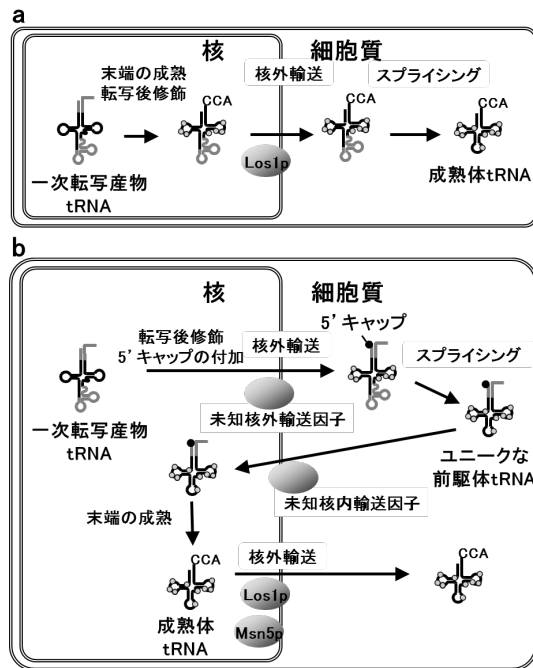 a
核
細胞質
末端の成熟
転写後修飾
核外輸送
スプライシング
CCA
CCA
CCA
Los1p
一次転写産物
tRNA
成熟体tRNA
b
核
細胞質
転写後修飾
5’キャップの付加
核外輸送
5’キャップ
スプライシング
一次転写産物
tRNA
未知核外輸送因子
ユニークな
前駆体tRNA
未知核内輸送因子
末端の成熟
CCA
核外輸送
CCA
Los1p
成熟体
tRNA
Msn5p